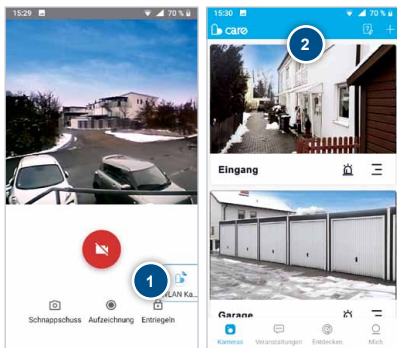 15:29
70 %
1
WLAN Ka...
Schnappschuss
Aufzeichnung
Entriegeln
15:30
70 %
care
2
Eingang
Garage
Kameras
Veranstaltungen
Entdecken
Mich